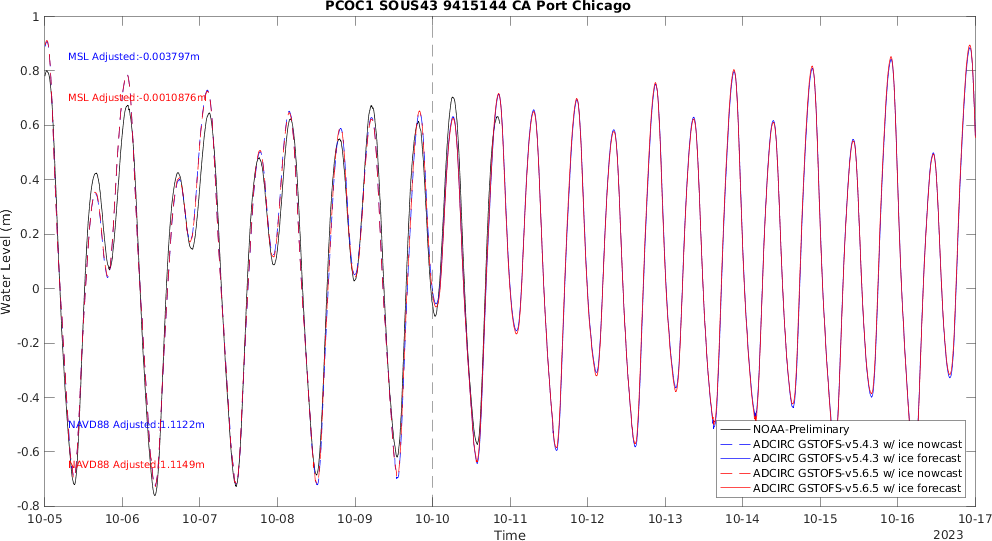 PCOC1 SOUS43 9415144 CA Port Chicago
Water Level (m)
1
0.8
0.6
0.4
0.2
0
-0.2
-0.4
-0.6
-0.8
MSL Adjusted:-0.003797m
MSL Adjusted:-0.0010876m
NAVD88 Adjusted:1.1122m
NAVD88 Adjusted:1.1149m
NOAA-Preliminary
ADCIRC GSTOFS-v5.4.3 w/ ice nowcast
ADCIRC GSTOFS-v5.4.3 w/ ice forecast
ADCIRC GSTOFS-v5.6.5 w/ ice nowcast
ADCIRC GSTOFS-v5.6.5 w/ ice forecast
10-05 10-06 10-07 10-08 10-09 10-10 10-11 10-12 10-13 10-14 10-15 10-16 10-17
Time
2023